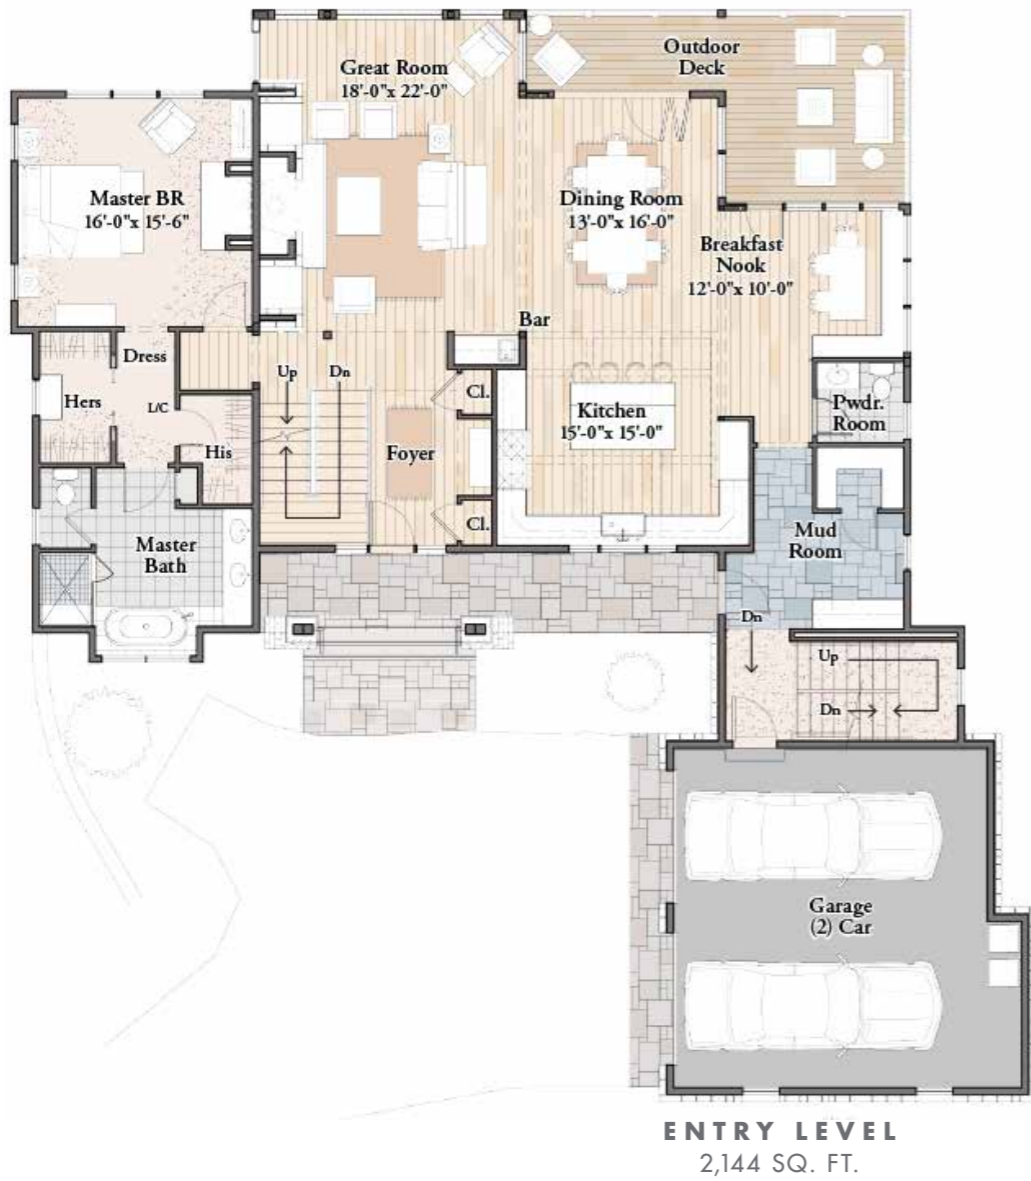 Great Room
18'-0"x 22'-0"
Outdoor
Deck
Master BR
16'-0"x 15'-6"
Dining Room
13'-0"x 16'-0"
Breakfast
Nook
12'-0"x 10'-0"
Bar
Dress
Up
Dn
Cl.
Hers
L/C
His
Foyer
Kitchen
15'-0"x 15'-0"
Pwdr.
Room
Cl.
Master
Bath
Mud
Room
Dn
Up
Dn
Garage
(2) Car
ENTRY LEVEL
2,144 SQ. FT.